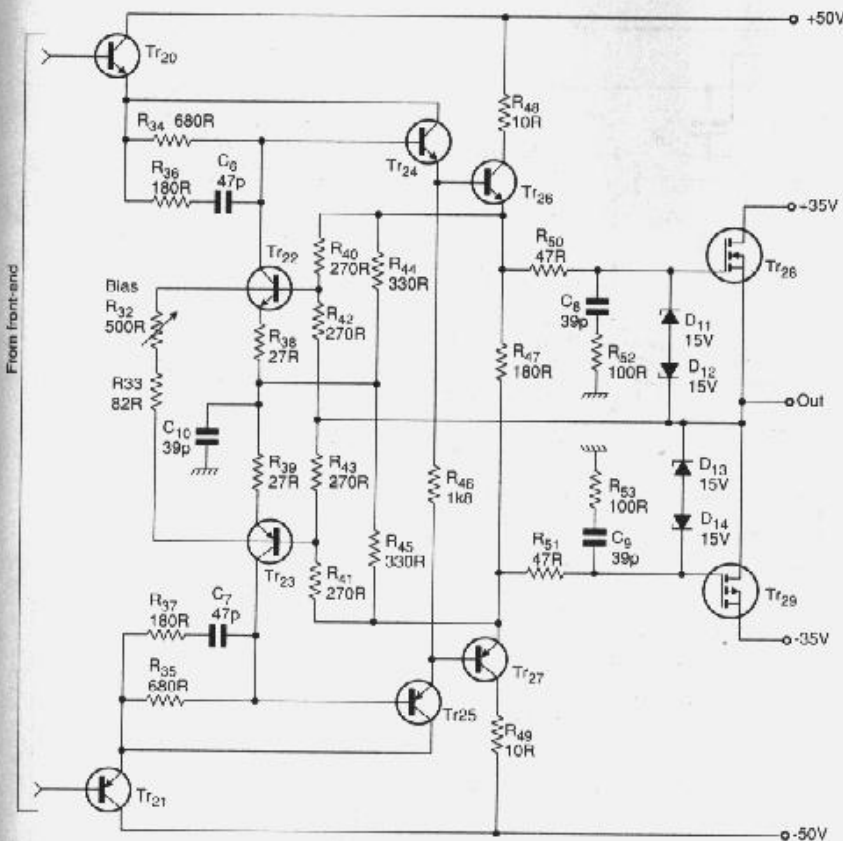 +50V
Tr20
R48
10R
R34 680R
Tr24
R36
180R
C6
47p
Tr26
+35V
R50
47R
Tr28
Tr22
R40
270R
R44
330R
Bias
R32
500R
C8
39p
D11
15V
R42
270R
R38
27R
R47
180R
R52
100R
D12
15V
From front-end
R33
82R
Out
C10
39p
R39
27R
R43
270R
R46
1k8
R53
100R
D13
15V
R45
330R
R51
47R
C9
39p
D14
15V
Tr23
R41
270R
Tr29
R37
180R
C7
47p
-35V
R35
680R
Tr27
Tr25
R49
10R
Tr21
-50V